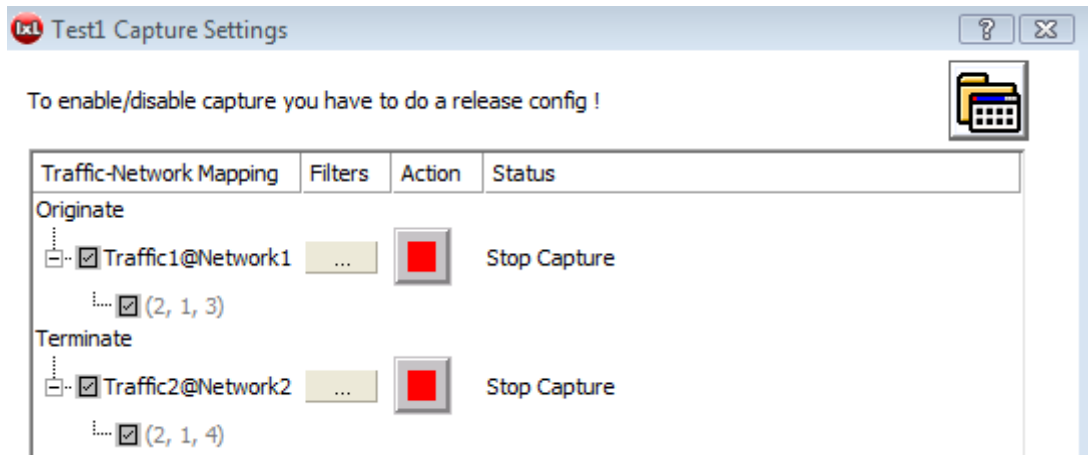 IxL Test1 Capture Settings
To enable/disable capture you have to do a release config !
Traffic-Network Mapping Filters Action Status
Originate
Traffic1@Network1 ... Stop Capture
(2, 1, 3)
Terminate
Traffic2@Network2 ... Stop Capture
(2, 1, 4)